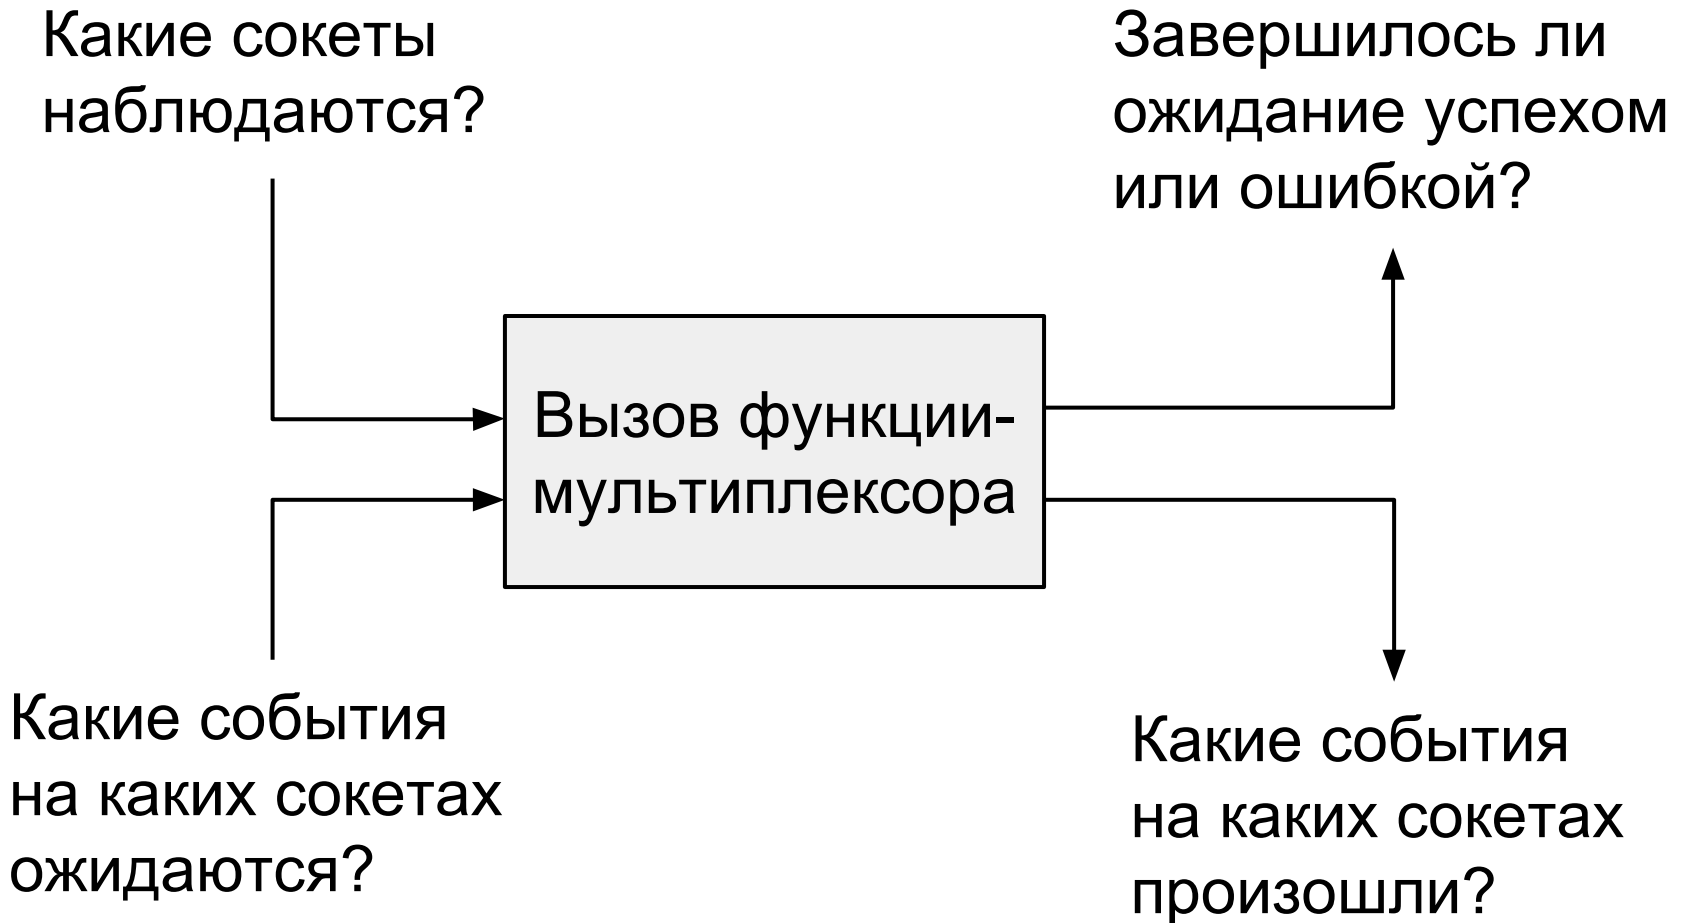 Какие сокеты
наблюдаются?
Завершилось ли
ожидание успехом
или ошибкой?
Вызов функции-
мультиплексора
Какие события
на каких сокетах
ожидаются?
Какие события
на каких сокетах
произошли?